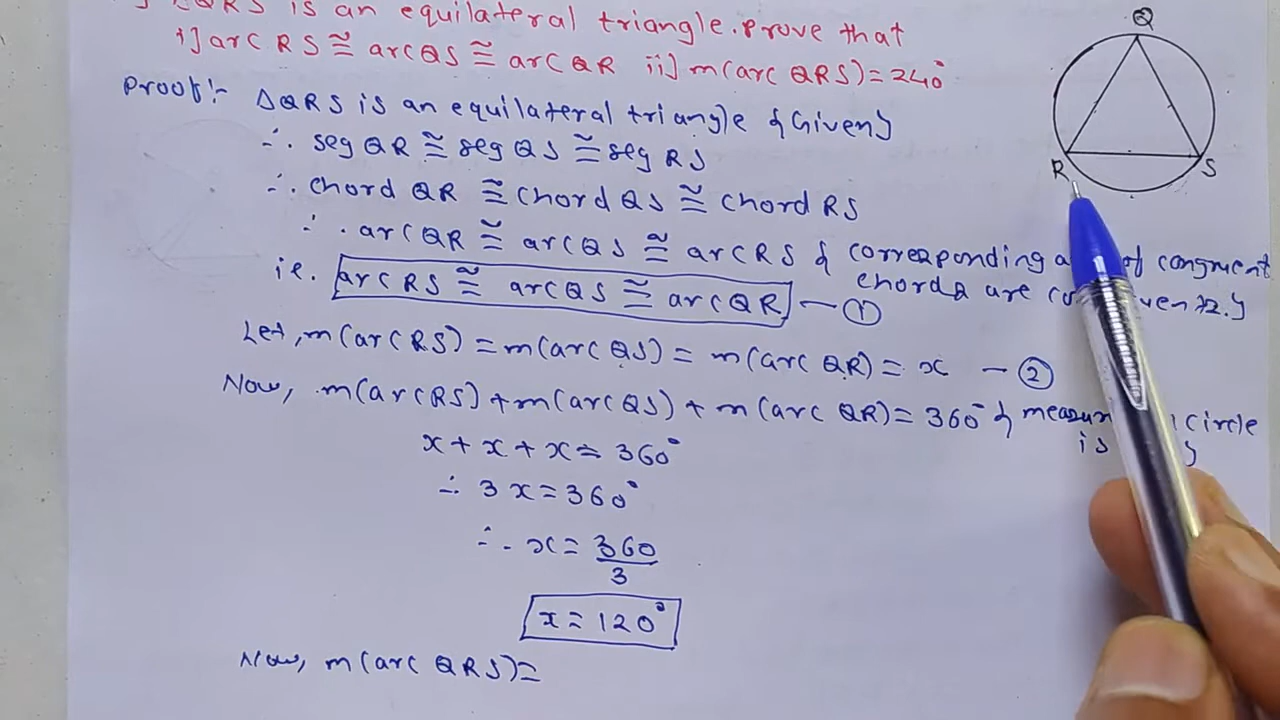 QRS is an equilateral triangle. prove that
i] arc RS ≅ arc QS ≅ arc QR ii] m(arc QRS) = 240°
Proof:- ΔQRS is an equilateral triangle {Given}
∴ seg QR ≅ seg QS ≅ seg RS
∴ chord QR ≅ chord QS ≅ chord RS
∴ arc QR ≅ arc QS ≅ arc RS { corresponding of congruent
chords are
i.e. arc RS ≅ arc QS ≅ arc QR — ①
Let, m(arc RS) = m(arc QS) = m(arc QR) = x — ②
Now, m(arc RS) + m(arc QS) + m(arc QR) = 360° { circle
is
x + x + x = 360°
∴ 3x = 360°
∴ x = 360/3
x = 120°
Now, m(arc QRS) =
Q
R
S